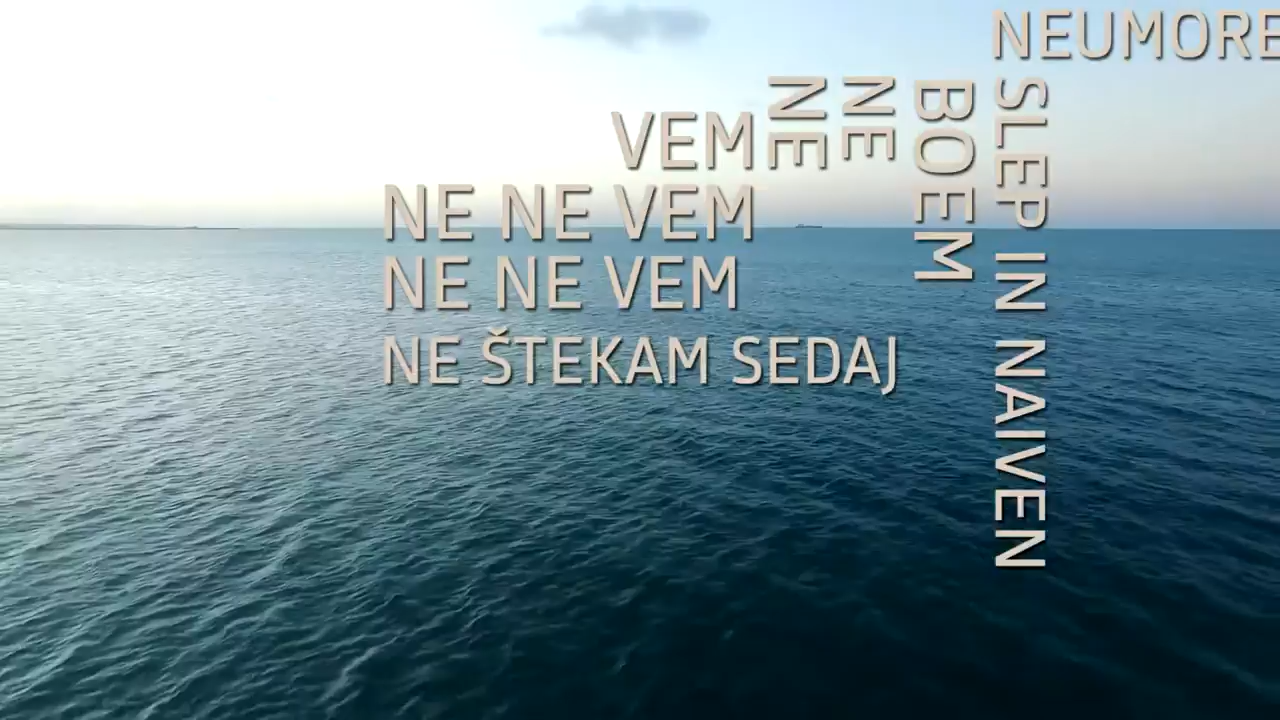 NEUMORE
SLEP IN NAIVEN
BOEM
NE
NE
VEM
NE NE VEM
NE NE VEM
NE ŠTEKAM SEDAJ